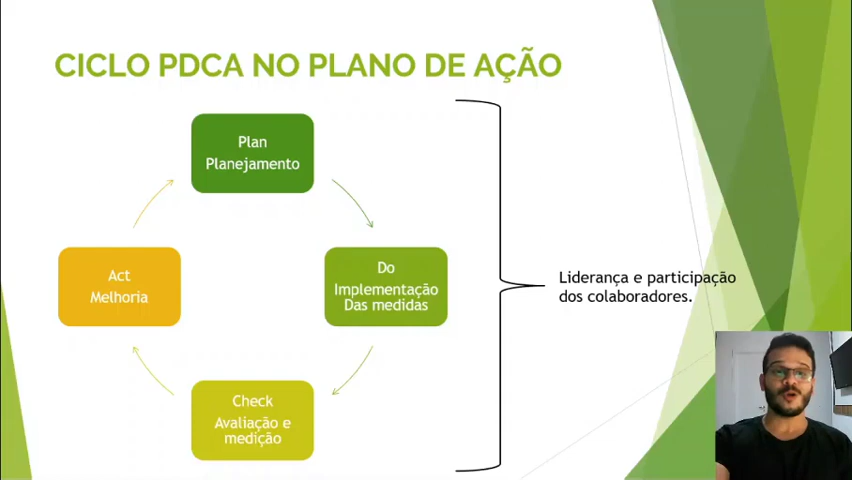 CICLO PDCA NO PLANO DE AÇÃO
Plan
Planejamento
Do
Implementação
Das medidas
Check
Avaliação e
medição
Act
Melhoria
Liderança e participação
dos colaboradores.